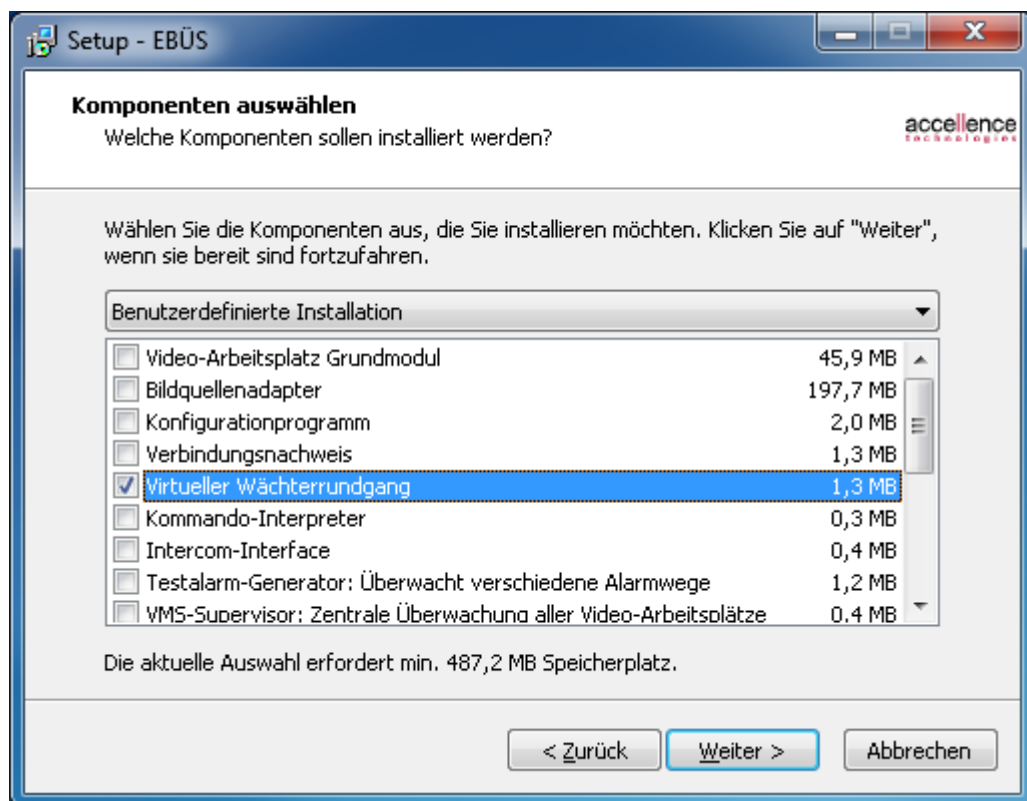 Setup - EBÜS
Komponenten auswählen
Welche Komponenten sollen installiert werden?
accellence
technologies
Wählen Sie die Komponenten aus, die Sie installieren möchten. Klicken Sie auf "Weiter",
wenn sie bereit sind fortzufahren.
Benutzerdefinierte Installation
Video-Arbeitsplatz Grundmodul 45,9 MB
Bildquellenadapter 197,7 MB
Konfigurationprogramm 2,0 MB
Verbindungsnachweis 1,3 MB
Virtueller Wächterrundgang 1,3 MB
Kommando-Interpreter 0,3 MB
Intercom-Interface 0,4 MB
Testalarm-Generator: Überwacht verschiedene Alarmwege 1,2 MB
VMS-Supervisor: Zentrale Überwachung aller Video-Arbeitsplätze 0,4 MB
Die aktuelle Auswahl erfordert min. 487,2 MB Speicherplatz.
< Zurück Weiter > Abbrechen